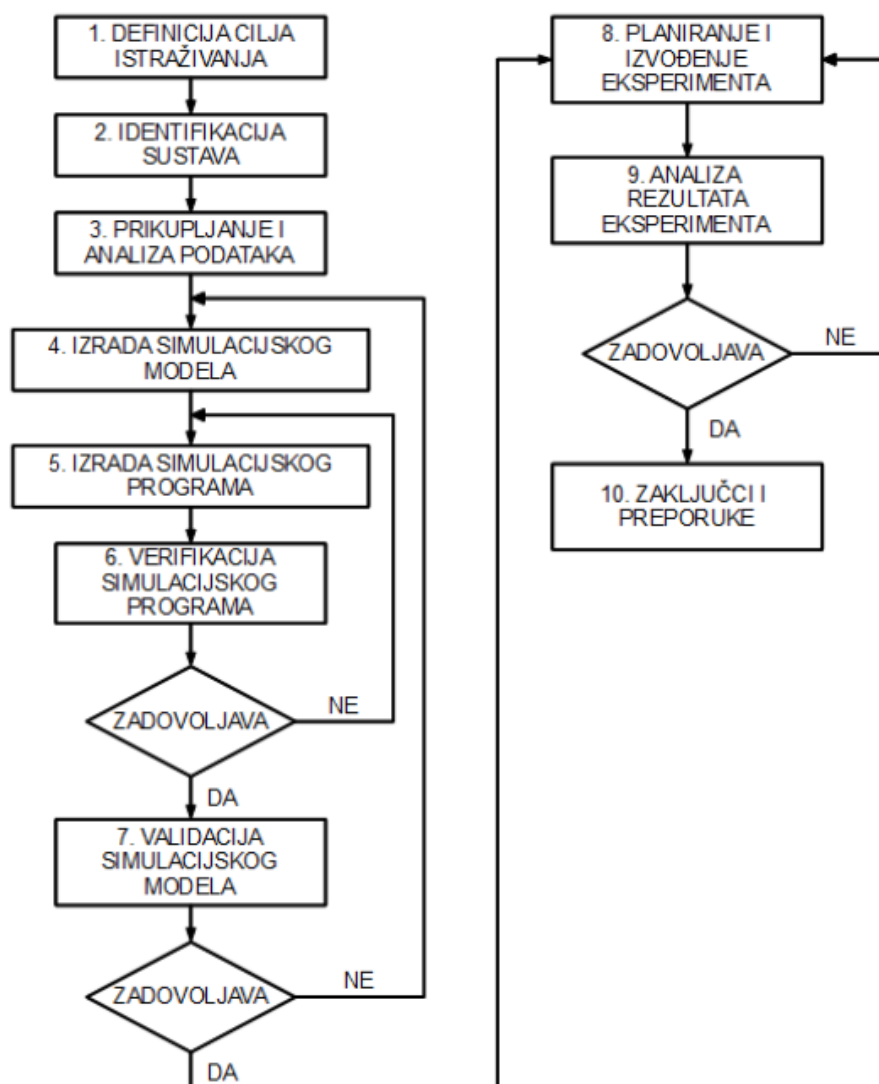 1. DEFINICIJA CILJA
ISTRAŽIVANJA
2. IDENTIFIKACIJA
SUSTAVA
3. PRIKUPLJANJE I
ANALIZA PODATAKA
4. IZRADA SIMULACIJSKOG
MODELA
5. IZRADA SIMULACIJSKOG
PROGRAMA
6. VERIFIKACIJA
SIMULACIJSKOG
PROGRAMA
ZADOVOLJAVA
NE
DA
7. VALIDACIJA
SIMULACIJSKOG
MODELA
ZADOVOLJAVA
NE
DA
8. PLANIRANJE I
IZVOĐENJE
EKSPERIMENTA
9. ANALIZA
REZULTATA
EKSPERIMENTA
ZADOVOLJAVA
NE
DA
10. ZAKLJUČCI I
PREPORUKE